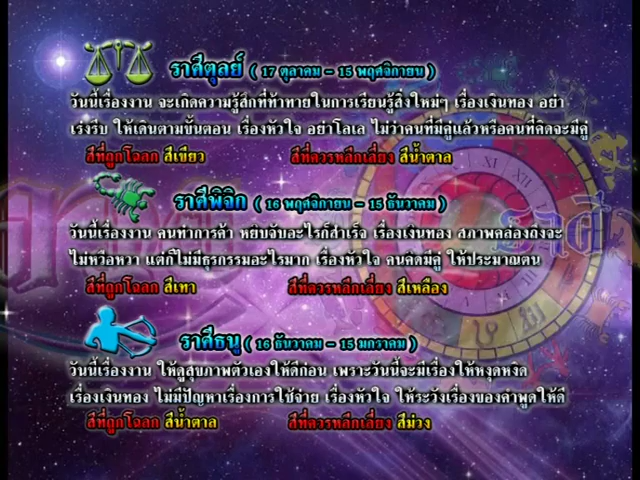 ราศีตุลย์ ( 17 ตุลาคม - 15 พฤศจิกายน )
วันนี้เรื่องงาน จะเกิดความรู้สึกที่ท้าทายในการเรียนรู้สิ่งใหม่ๆ เรื่องเงินทอง อย่า
เร่งรีบ ให้เดินตามขั้นตอน เรื่องหัวใจ อย่าโลเล ไม่ว่าคนที่มีคู่แล้วหรือคนที่คิดจะมีคู่
สีที่ถูกโฉลก สีเขียว สีที่ควรหลีกเลี่ยง สีน้ำตาล
ราศีพิจิก ( 16 พฤศจิกายน - 15 ธันวาคม )
วันนี้เรื่องงาน คนทำการค้า หยิบจับอะไรก็สำเร็จ เรื่องเงินทอง สภาพคล่องถึงจะ
ไม่หวือหวา แต่ก็ไม่มีธุรกรรมอะไรมาก เรื่องหัวใจ คนคิดมีคู่ ให้ประมาณตน
สีที่ถูกโฉลก สีเทา สีที่ควรหลีกเลี่ยง สีเหลือง
ราศีธนู ( 16 ธันวาคม - 15 มกราคม )
วันนี้เรื่องงาน ให้ดูสุขภาพตัวเองให้ดีก่อน เพราะวันนี้จะมีเรื่องให้หงุดหงิด
เรื่องเงินทอง ไม่มีปัญหาเรื่องการใช้จ่าย เรื่องหัวใจ ให้ระวังเรื่องของคำพูดให้ดี
สีที่ถูกโฉลก สีน้ำตาล สีที่ควรหลีกเลี่ยง สีม่วง